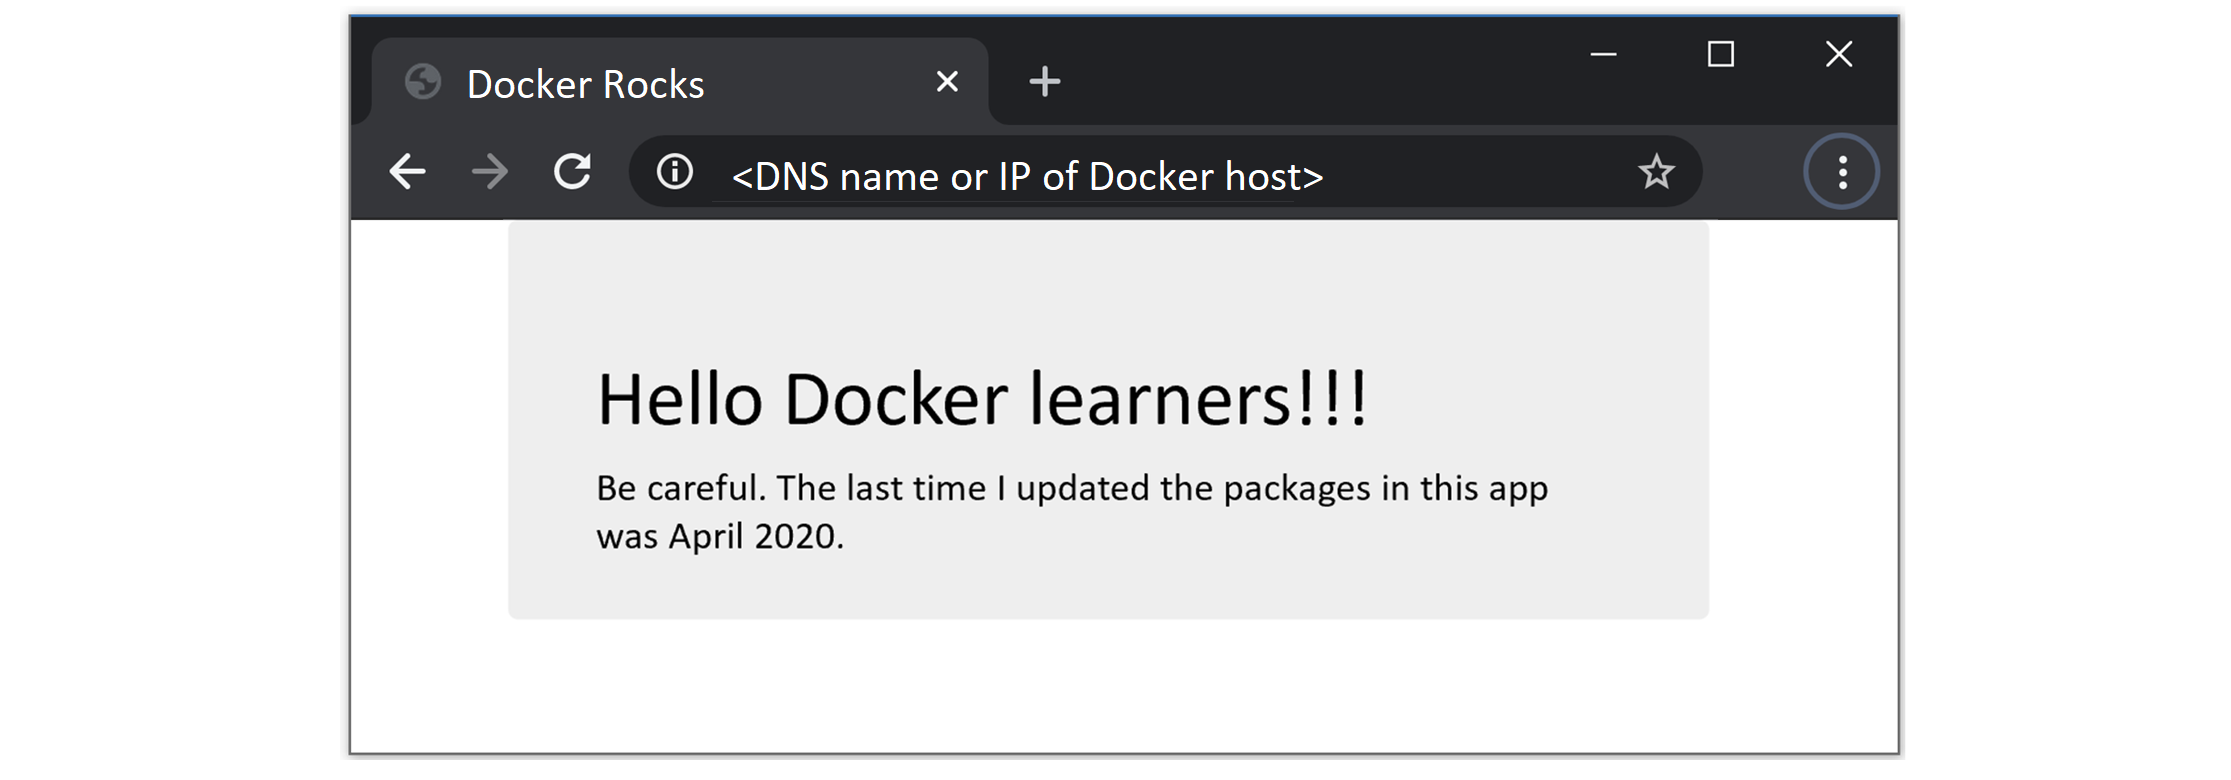 Docker Rocks
<DNS name or IP of Docker host>
Hello Docker learners!!!
Be careful. The last time I updated the packages in this app
was April 2020.